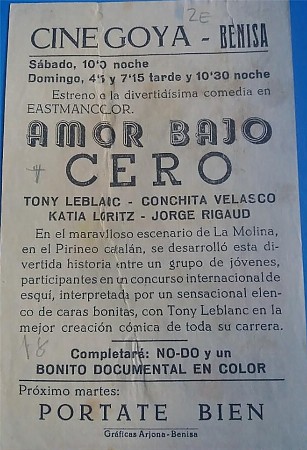 2E
CINE GOYA - BENISA
Sábado, 10'0 noche
Domingo, 4'5 y 7'15 tarde y 10'30 noche
Estreno de la divertidísima comedia en
EASTMANCOLOR.
AMOR BAJO
CERO
TONY LEBLANC - CONCHITA VELASCO
KATIA LORITZ - JORGE RIGAUD
En el maravilloso escenario de La Molina,
en el Pirineo catalán, se desarrolló esta di-
vertida historia entre un grupo de jóvenes,
participantes en un concurso internacional de
esquí, interpretada por un sensacional elen-
co de caras bonitas, con Tony Leblanc en la
mejor creación cómica de toda su carrera.
Completará: NO-DO y un
BONITO DOCUMENTAL EN COLOR
Próximo martes:
PORTATE BIEN
Gráficas Arjona-Benisa